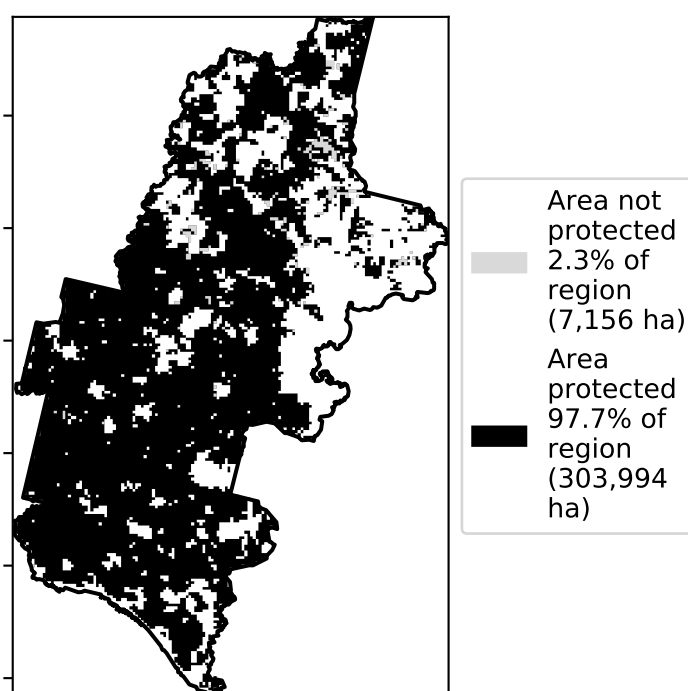 Area not
protected
2.3% of
region
(7,156 ha)
Area
protected
97.7% of
region
(303,994
ha)